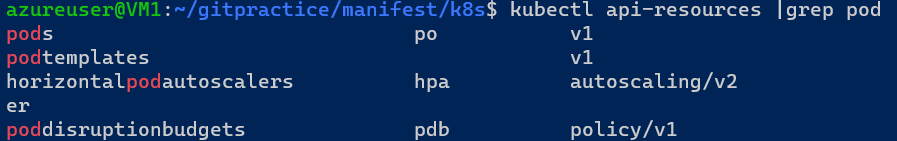 azureuser@VM1:~/gitpractice/manifest/k8s$ kubectl api-resources |grep pod
pods                              po           v1
podtemplates                                   v1
horizontalpodautoscalers          hpa          autoscaling/v2
er
poddisruptionbudgets              pdb          policy/v1